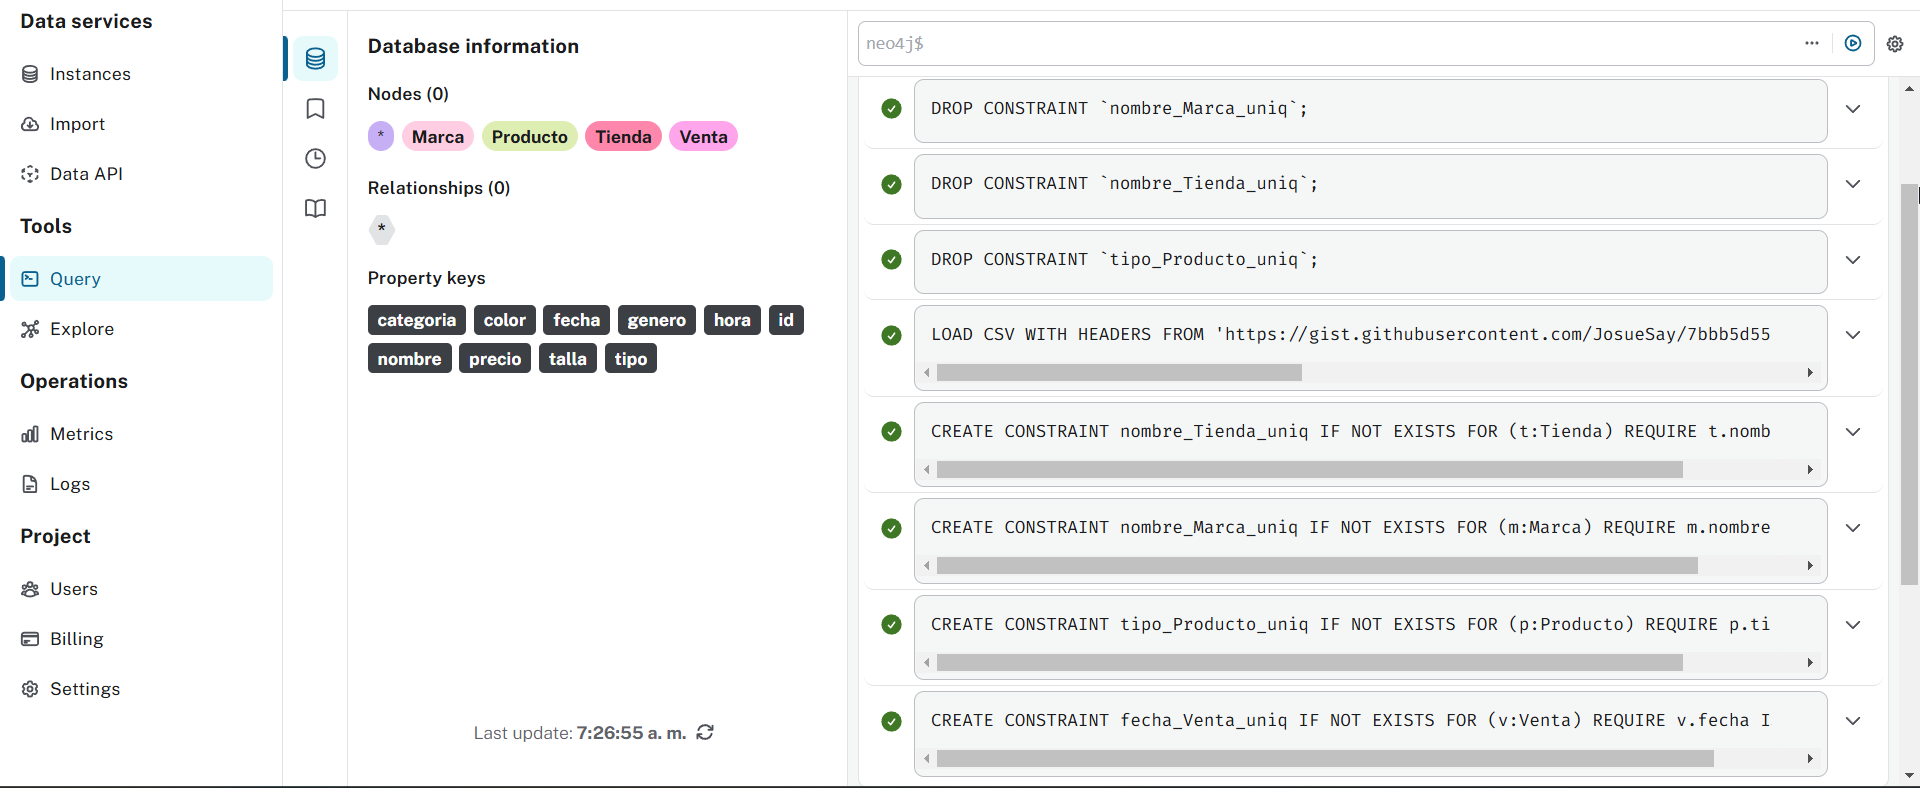 Data services
Instances
Import
Data API
Tools
Query
Explore
Operations
Metrics
Logs
Project
Users
Billing
Settings
Database information
Nodes (0)
* Marca Producto Tienda Venta
Relationships (0)
*
Property keys
categoria color fecha genero hora id
nombre precio talla tipo
Last update: 7:26:55 a. m.
neo4j$
DROP CONSTRAINT `nombre_Marca_uniq`;
DROP CONSTRAINT `nombre_Tienda_uniq`;
DROP CONSTRAINT `tipo_Producto_uniq`;
LOAD CSV WITH HEADERS FROM 'https://gist.githubusercontent.com/JosueSay/7bbb5d55
CREATE CONSTRAINT nombre_Tienda_uniq IF NOT EXISTS FOR (t:Tienda) REQUIRE t.nomb
CREATE CONSTRAINT nombre_Marca_uniq IF NOT EXISTS FOR (m:Marca) REQUIRE m.nombre
CREATE CONSTRAINT tipo_Producto_uniq IF NOT EXISTS FOR (p:Producto) REQUIRE p.ti
CREATE CONSTRAINT fecha_Venta_uniq IF NOT EXISTS FOR (v:Venta) REQUIRE v.fecha I